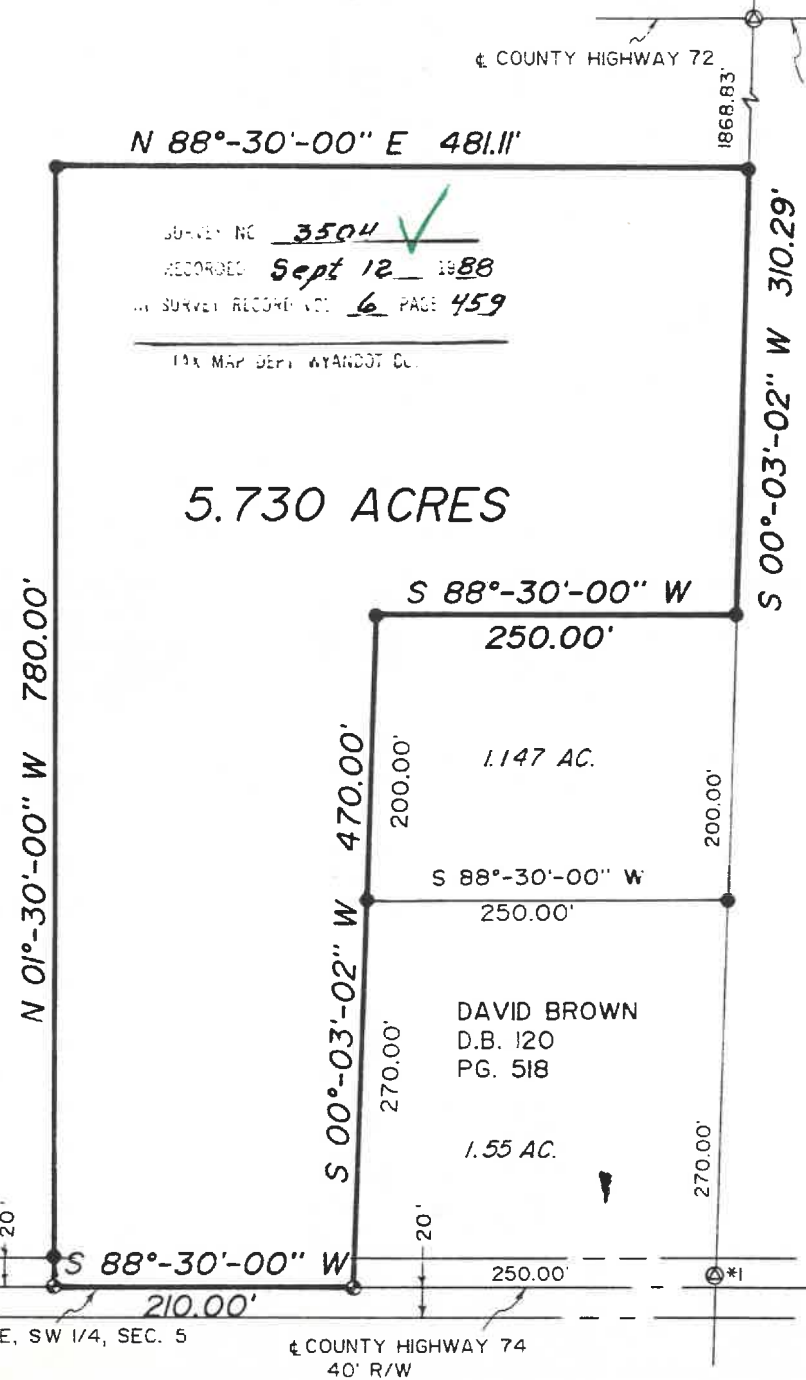 ℄ COUNTY HIGHWAY 72
1868.83'
N 88°-30'-00" E 481.11'
SURVEY NO 3504
RECORDED Sept 12 1988
IN SURVEY RECORD VOL 6 PAGE 459
TAX MAP DEPT WYANDOT CO.
S 00°-03'-02" W 310.29'
5.730 ACRES
S 88°-30'-00" W
250.00'
N 01°-30'-00" W 780.00'
S 00°-03'-02" W 470.00'
200.00'
1.147 AC.
200.00'
S 88°-30'-00" W
250.00'
270.00'
DAVID BROWN
D.B. 120
PG. 518
1.55 AC.
270.00'
20'
20'
S 88°-30'-00" W
210.00'
250.00'
*1
E, SW 1/4, SEC. 5
℄ COUNTY HIGHWAY 74
40' R/W